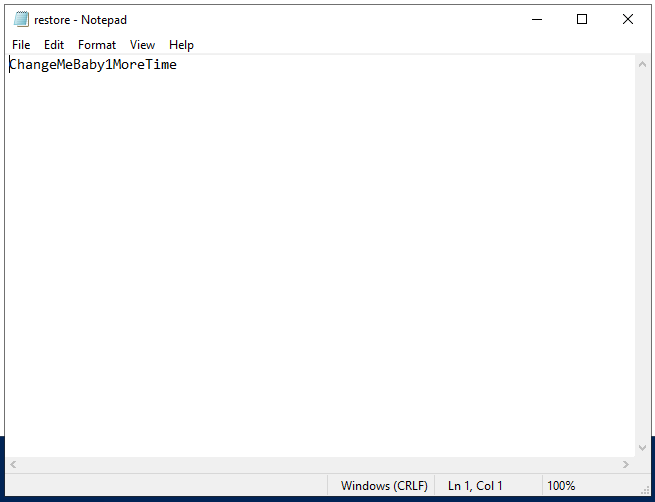 restore - Notepad
File Edit Format View Help
ChangeMeBaby1MoreTime
Windows (CRLF) Ln 1, Col 1 100%